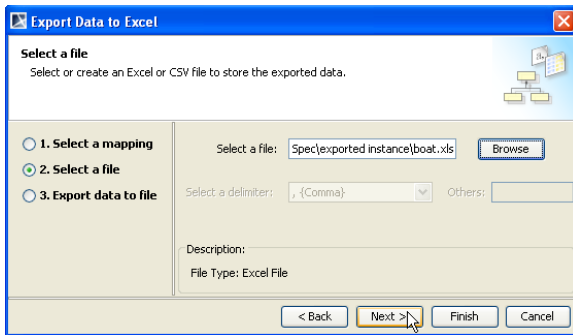 Export Data to Excel
Select a file
Select or create an Excel or CSV file to store the exported data.
1. Select a mapping
2. Select a file
3. Export data to file
Select a file: Spec\exported instance\boat.xls Browse
Select a delimiter: , {Comma} Others:
Description:
File Type: Excel File
< Back Next > Finish Cancel